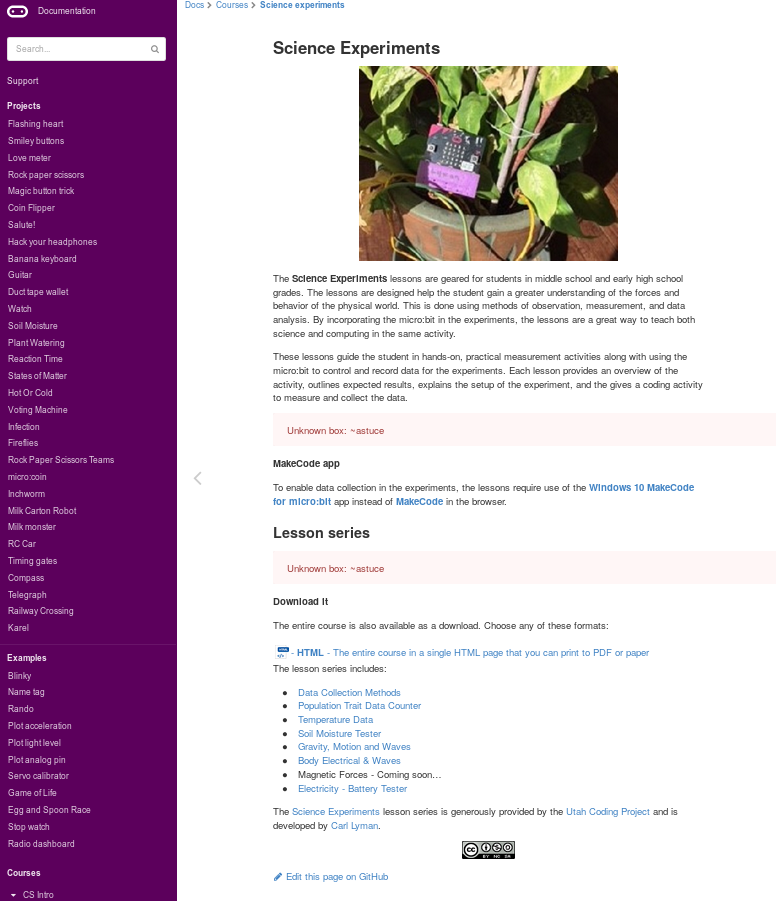 Documentation
Search...
Support
Projects
Flashing heart
Smiley buttons
Love meter
Rock paper scissors
Magic button trick
Coin Flipper
Salute!
Hack your headphones
Banana keyboard
Guitar
Duct tape wallet
Watch
Soil Moisture
Plant Watering
Reaction Time
States of Matter
Hot Or Cold
Voting Machine
Infection
Fireflies
Rock Paper Scissors Teams
micro:coin
Inchworm
Milk Carton Robot
Milk monster
RC Car
Timing gates
Compass
Telegraph
Railway Crossing
Karel
Examples
Blinky
Name tag
Rando
Plot acceleration
Plot light level
Plot analog pin
Servo calibrator
Game of Life
Egg and Spoon Race
Stop watch
Radio dashboard
Courses
CS Intro
Docs > Courses > Science experiments
Science Experiments
The Science Experiments lessons are geared for students in middle school and early high school
grades. The lessons are designed help the student gain a greater understanding of the forces and
behavior of the physical world. This is done using methods of observation, measurement, and data
analysis. By incorporating the micro:bit in the experiments, the lessons are a great way to teach both
science and computing in the same activity.
These lessons guide the student in hands-on, practical measurement activities along with using the
micro:bit to control and record data for the experiments. Each lesson provides an overview of the
activity, outlines expected results, explains the setup of the experiment, and the gives a coding activity
to measure and collect the data.
Unknown box: ~astuce
MakeCode app
To enable data collection in the experiments, the lessons require use of the Windows 10 MakeCode
for micro:bit app instead of MakeCode in the browser.
Lesson series
Unknown box: ~astuce
Download It
The entire course is also available as a download. Choose any of these formats:
- HTML - The entire course in a single HTML page that you can print to PDF or paper
The lesson series includes:
● Data Collection Methods
● Population Trait Data Counter
● Temperature Data
● Soil Moisture Tester
● Gravity, Motion and Waves
● Body Electrical & Waves
● Magnetic Forces - Coming soon…
● Electricity - Battery Tester
The Science Experiments lesson series is generously provided by the Utah Coding Project and is
developed by Carl Lyman.
CC BY NC SA
Edit this page on GitHub